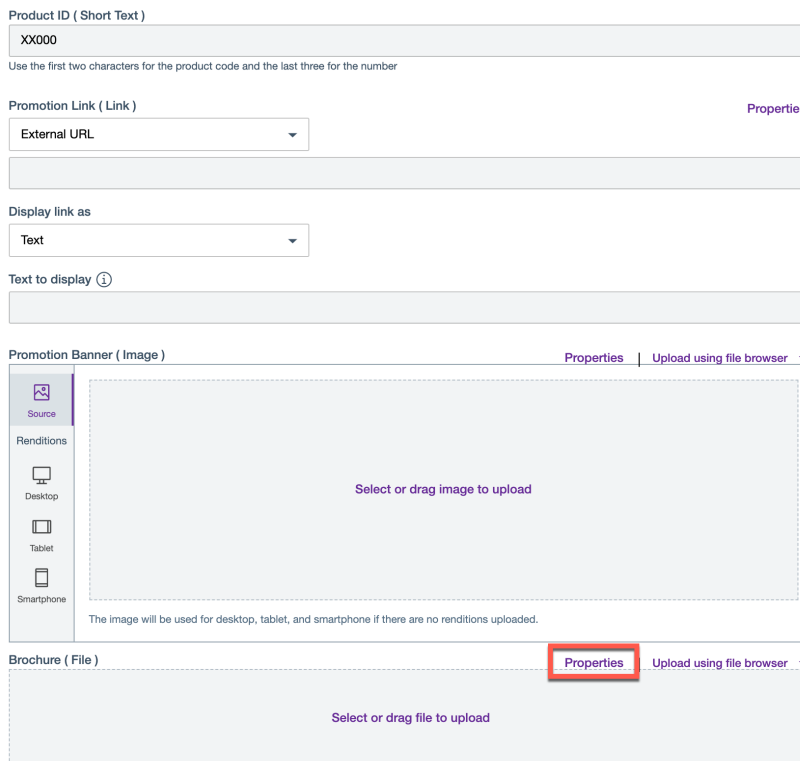 Product ID ( Short Text )
XX000
Use the first two characters for the product code and the last three for the number
Promotion Link ( Link )
Propertie
External URL
Display link as
Text
Text to display
Promotion Banner ( Image )
Properties | Upload using file browser
Source
Renditions
Desktop
Tablet
Smartphone
Select or drag image to upload
The image will be used for desktop, tablet, and smartphone if there are no renditions uploaded.
Brochure ( File )
Properties | Upload using file browser
Select or drag file to upload